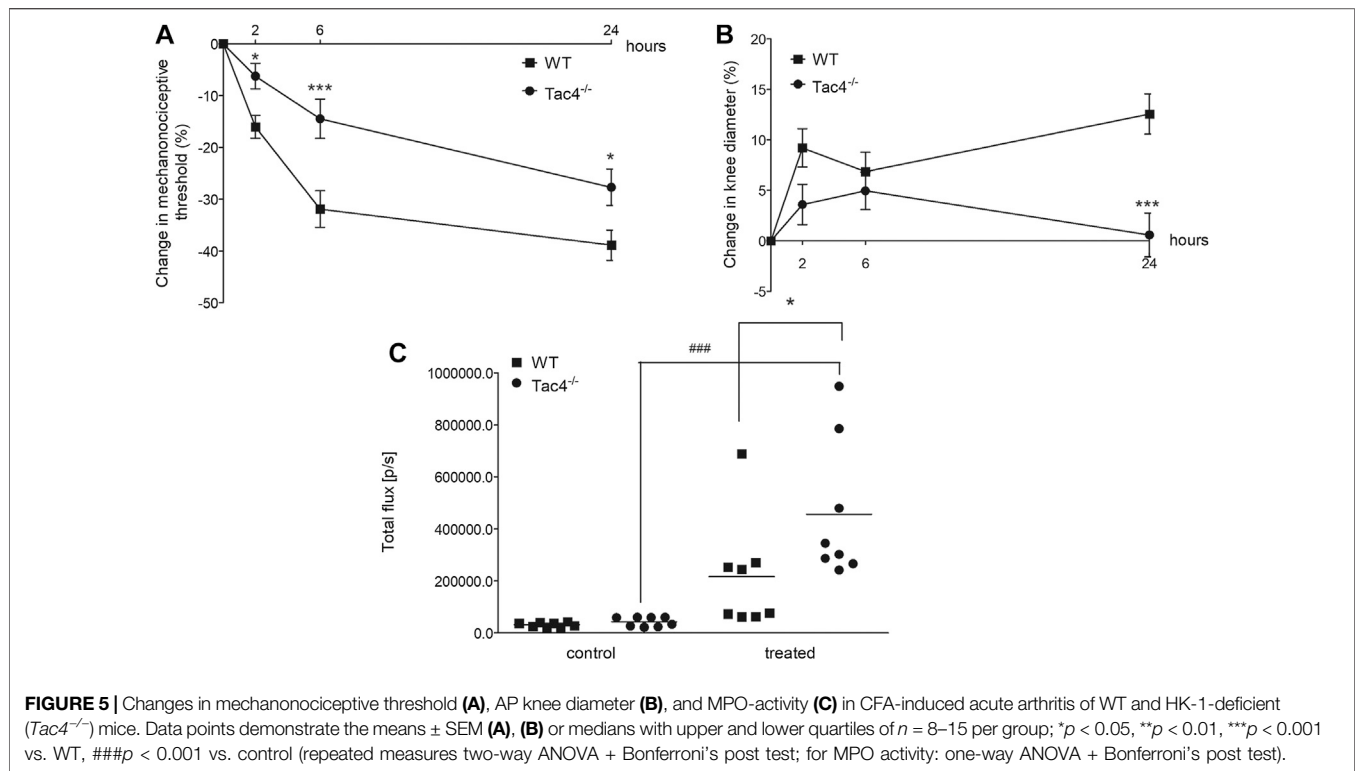 A
2 6 24
hours
0
-10
-20
-30
-40
-50
Change in mechanonociceptive
threshold (%)
WT
Tac4-/-
*
***
*
B
20
15
10
5
0
-5
Change in knee diameter (%)
WT
Tac4-/-
***
hours
2 6 24
C
WT
Tac4-/-
*
###
1000000.0
800000.0
600000.0
400000.0
200000.0
0.0
Total flux [p/s]
control treated
FIGURE 5 | Changes in mechanonociceptive threshold (A), AP knee diameter (B), and MPO-activity (C) in CFA-induced acute arthritis of WT and HK-1-deficient
(Tac4−/−) mice. Data points demonstrate the means ± SEM (A), (B) or medians with upper and lower quartiles of n = 8–15 per group; *p < 0.05, **p < 0.01, ***p < 0.001
vs. WT, ###p < 0.001 vs. control (repeated measures two-way ANOVA + Bonferroni’s post test; for MPO activity: one-way ANOVA + Bonferroni’s post test).